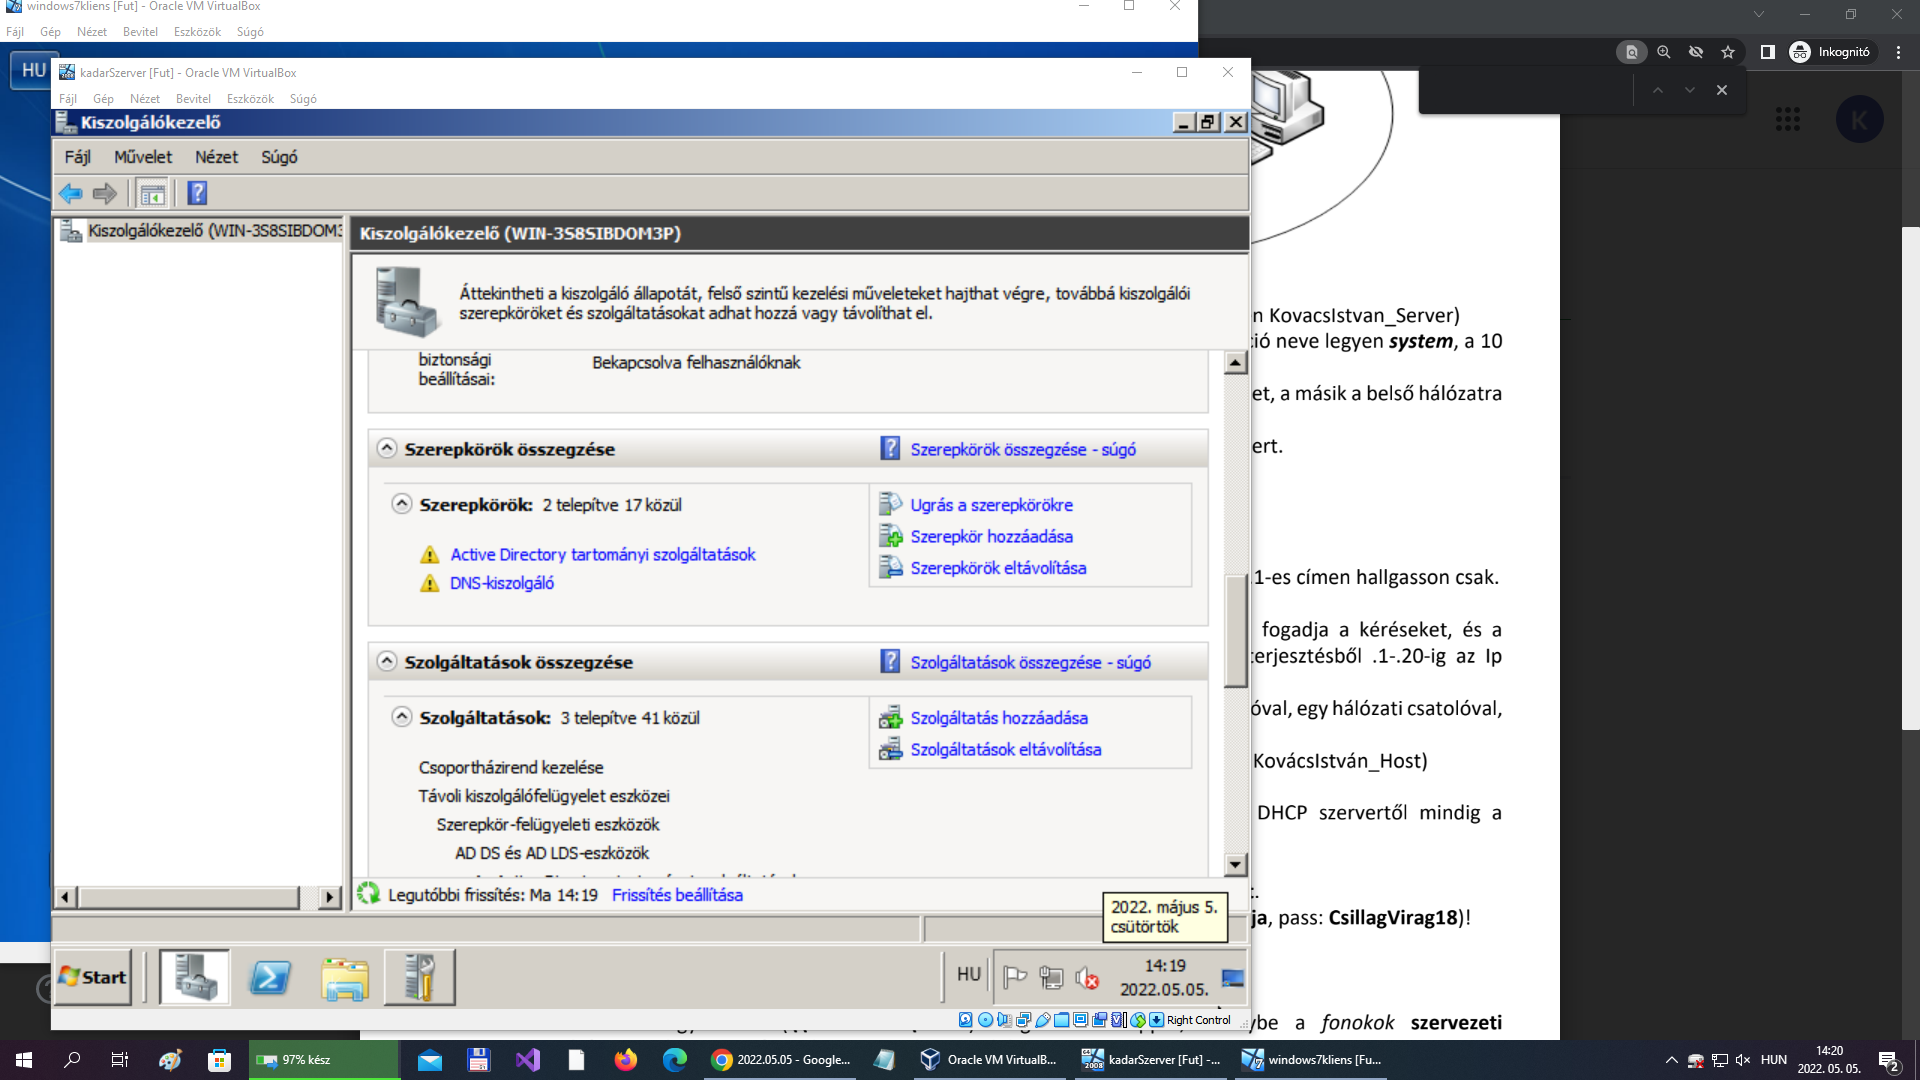 windows7kliens [Fut] - Oracle VM VirtualBox
Fájl Gép Nézet Bevitel Eszközök Súgó
HU
kadarSzerver [Fut] - Oracle VM VirtualBox
Fájl Gép Nézet Bevitel Eszközök Súgó
Inkognitó
K
Kiszolgálókezelő
Fájl Művelet Nézet Súgó
Kiszolgálókezelő (WIN-3S8SIBDOM3
Kiszolgálókezelő (WIN-3S8SIBDOM3P)
Áttekintheti a kiszolgáló állapotát, felső szintű kezelési műveleteket hajthat végre, továbbá kiszolgálói
szerepköröket és szolgáltatásokat adhat hozzá vagy távolíthat el.
biztonsági
beállításai:
Bekapcsolva felhasználóknak
Szerepkörök összegzése
Szerepkörök összegzése - súgó
Szerepkörök: 2 telepítve 17 közül
Ugrás a szerepkörökre
Szerepkör hozzáadása
Szerepkörök eltávolítása
Active Directory tartományi szolgáltatások
DNS-kiszolgáló
Szolgáltatások összegzése
Szolgáltatások összegzése - súgó
Szolgáltatások: 3 telepítve 41 közül
Szolgáltatás hozzáadása
Szolgáltatások eltávolítása
Csoportházirend kezelése
Távoli kiszolgálófelügyelet eszközei
Szerepkör-felügyeleti eszközök
AD DS és AD LDS-eszközök
Legutóbbi frissítés: Ma 14:19 Frissítés beállítása
2022. május 5.
csütörtök
Start
HU
14:19
2022.05.05.
Right Control
n KovacsIstvan_Server)
ció neve legyen system, a 10
et, a másik a belső hálózatra
ert.
1-es címen hallgasson csak.
fogadja a kéréseket, és a
terjesztésből .1-.20-ig az Ip
óval, egy hálózati csatolóval,
KovácsIstván_Host)
DHCP szervertől mindig a
t.
ja, pass: CsillagVirag18)!
be a fonokok szervezeti
97% kész
2022.05.05 - Google...
Oracle VM VirtualB...
kadarSzerver [Fut] -...
windows7kliens [Fu...
HUN
14:20
2022. 05. 05.
2